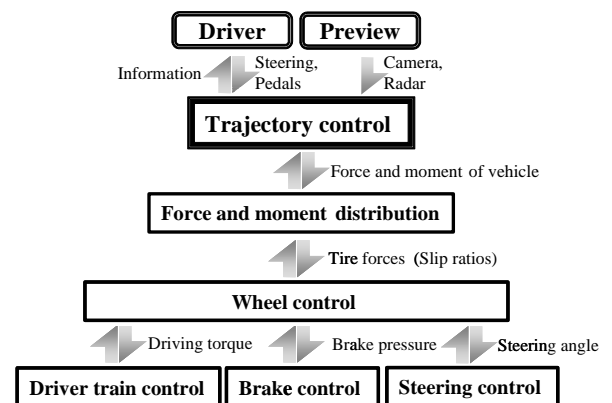 Driver Preview
Information
Steering,
Pedals
Camera,
Radar
Trajectory control
Force and moment of vehicle
Force and moment distribution
Tire forces (Slip ratios)
Wheel control
Driving torque
Brake pressure
Steering angle
Driver train control
Brake control
Steering control